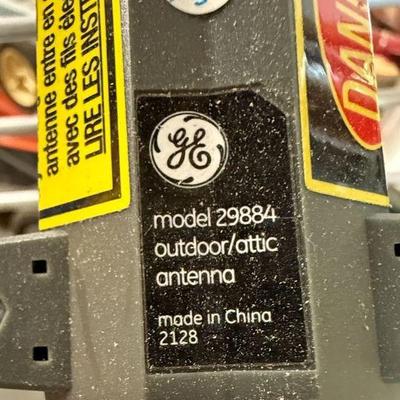 antenne entre en
avec des fils éle
LIRE LES INST
DAN
GE
model 29884
outdoor/attic
antenna
made in China
2128